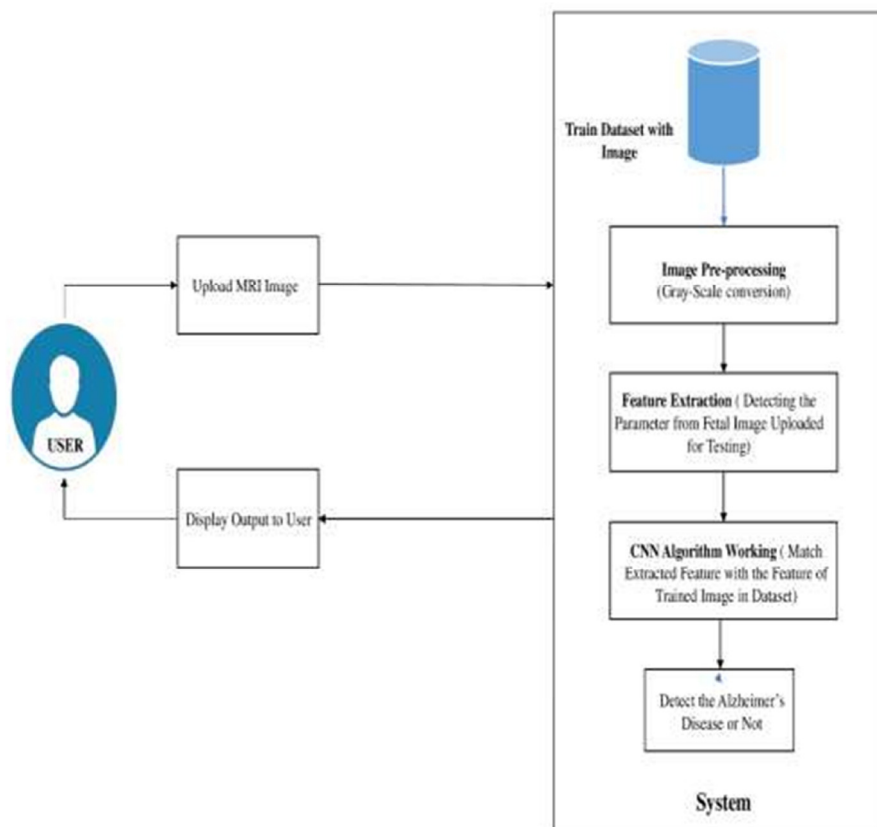 Train Dataset with
Image
Image Pre-processing
(Gray-Scale conversion)
Upload MRI Image
Feature Extraction ( Detecting the
Parameter from Fetal Image Uploaded
for Testing)
USER
Display Output to User
CNN Algorithm Working ( Match
Extracted Feature with the Feature of
Trained Image in Dataset)
Detect the Alzheimer's
Disease or Not
System